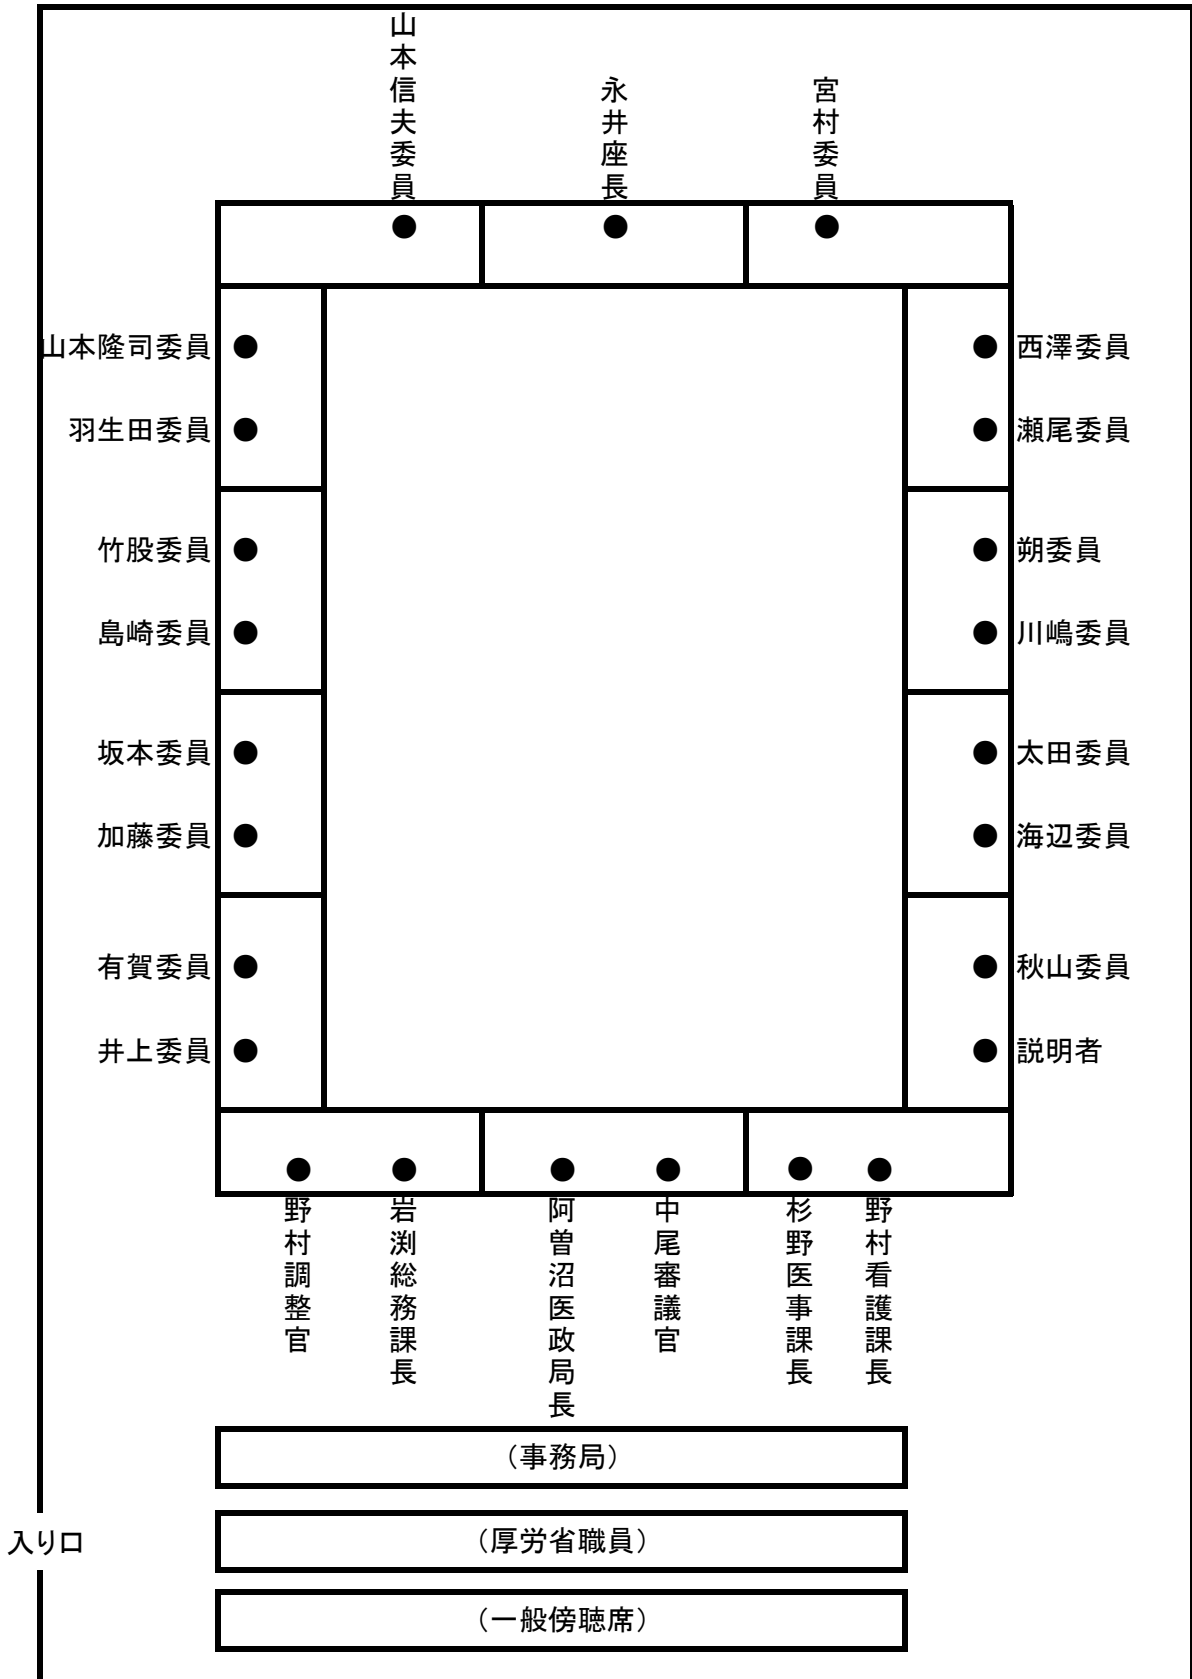 山本信夫委員
永井座長
宮村委員
山本隆司委員
西澤委員
羽生田委員
瀬尾委員
竹股委員
朔委員
島崎委員
川嶋委員
坂本委員
太田委員
加藤委員
海辺委員
有賀委員
秋山委員
井上委員
説明者
野村調整官
岩渕総務課長
阿曽沼医政局長
中尾審議官
杉野医事課長
野村看護課長
（事務局）
入り口
（厚労省職員）
（一般傍聴席）